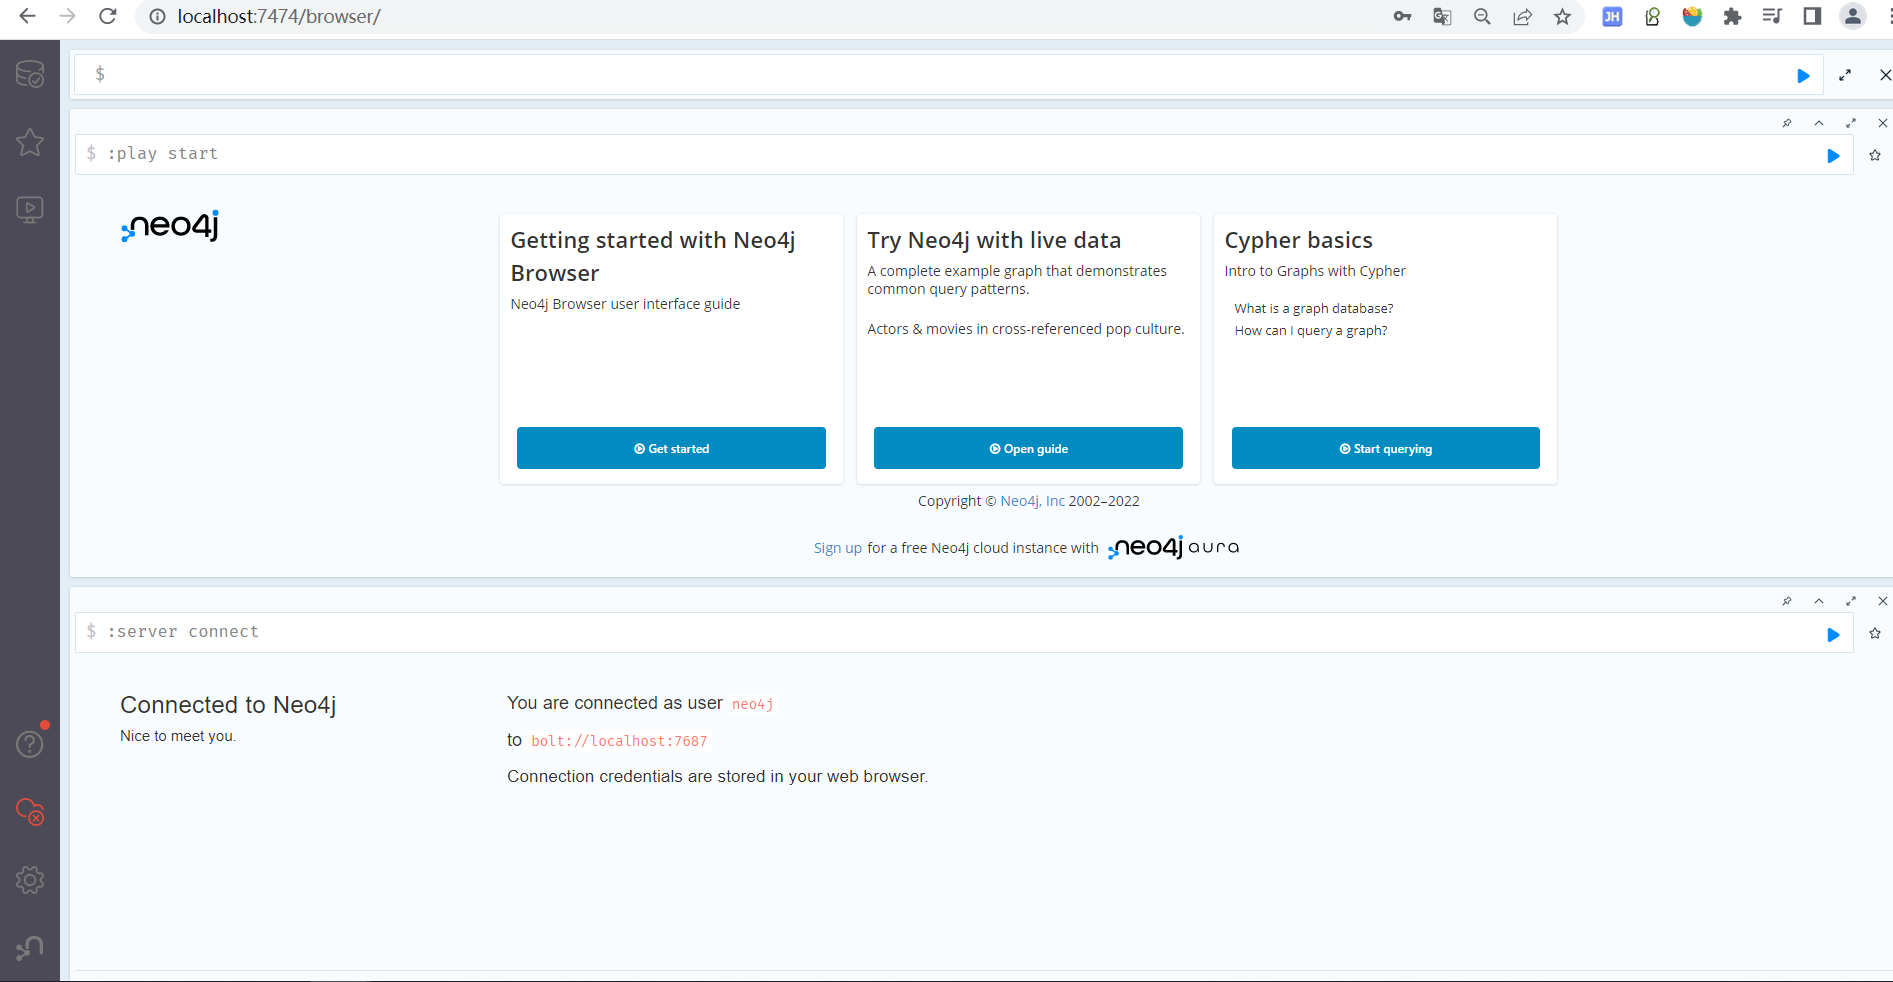 localhost:7474/browser/
JH
$
$ :play start
neo4j
Getting started with Neo4j
Browser
Neo4j Browser user interface guide
Get started
Try Neo4j with live data
A complete example graph that demonstrates
common query patterns.
Actors & movies in cross-referenced pop culture.
Open guide
Cypher basics
Intro to Graphs with Cypher
What is a graph database?
How can I query a graph?
Start querying
Copyright © Neo4j, Inc 2002–2022
Sign up for a free Neo4j cloud instance with neo4j aura
$ :server connect
Connected to Neo4j
Nice to meet you.
You are connected as user neo4j
to bolt://localhost:7687
Connection credentials are stored in your web browser.